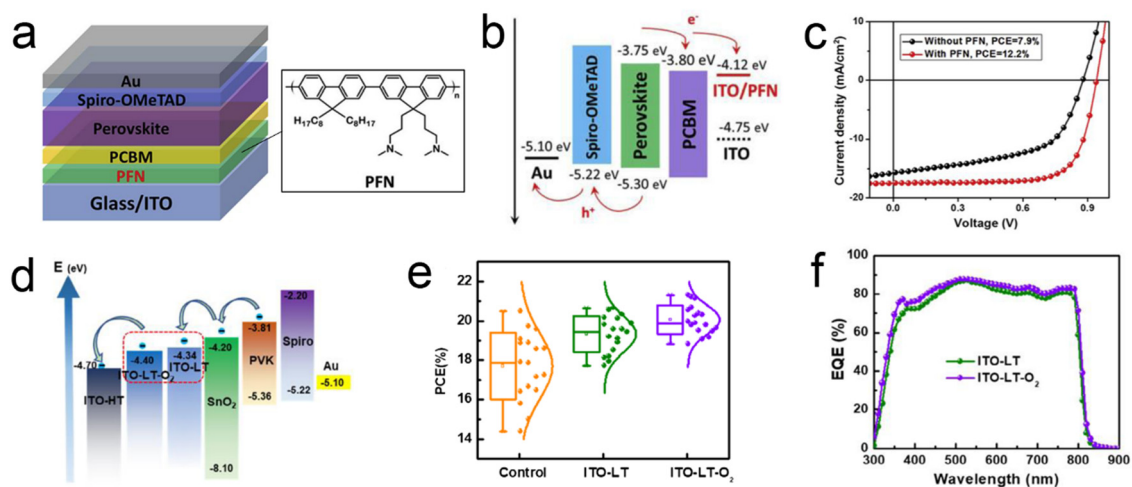 a
Au
Spiro-OMeTAD
Perovskite
PCBM
PFN
Glass/ITO
H17C8
C8H17
n
N
N
PFN
b
e-
-3.75 eV
-3.80 eV
-4.12 eV
ITO/PFN
-4.75 eV
ITO
Spiro-OMeTAD
Perovskite
PCBM
-5.10 eV
Au
-5.22 eV
-5.30 eV
h+
c
Current density (mA/cm2)
10
0
-10
-20
Without PFN, PCE=7.9%
With PFN, PCE=12.2%
0.0
0.3
0.6
0.9
Voltage (V)
d
E (eV)
-4.70
ITO-HT
-4.40
ITO-LT-O2
-4.34
ITO-LT
-4.20
SnO2
-8.10
-3.81
PVK
-5.36
-2.20
Spiro
-5.22
Au
-5.10
e
PCE(%)
22
20
18
16
14
Control
ITO-LT
ITO-LT-O2
f
EQE (%)
100
80
60
40
20
0
ITO-LT
ITO-LT-O2
300 400 500 600 700 800 900
Wavelength (nm)